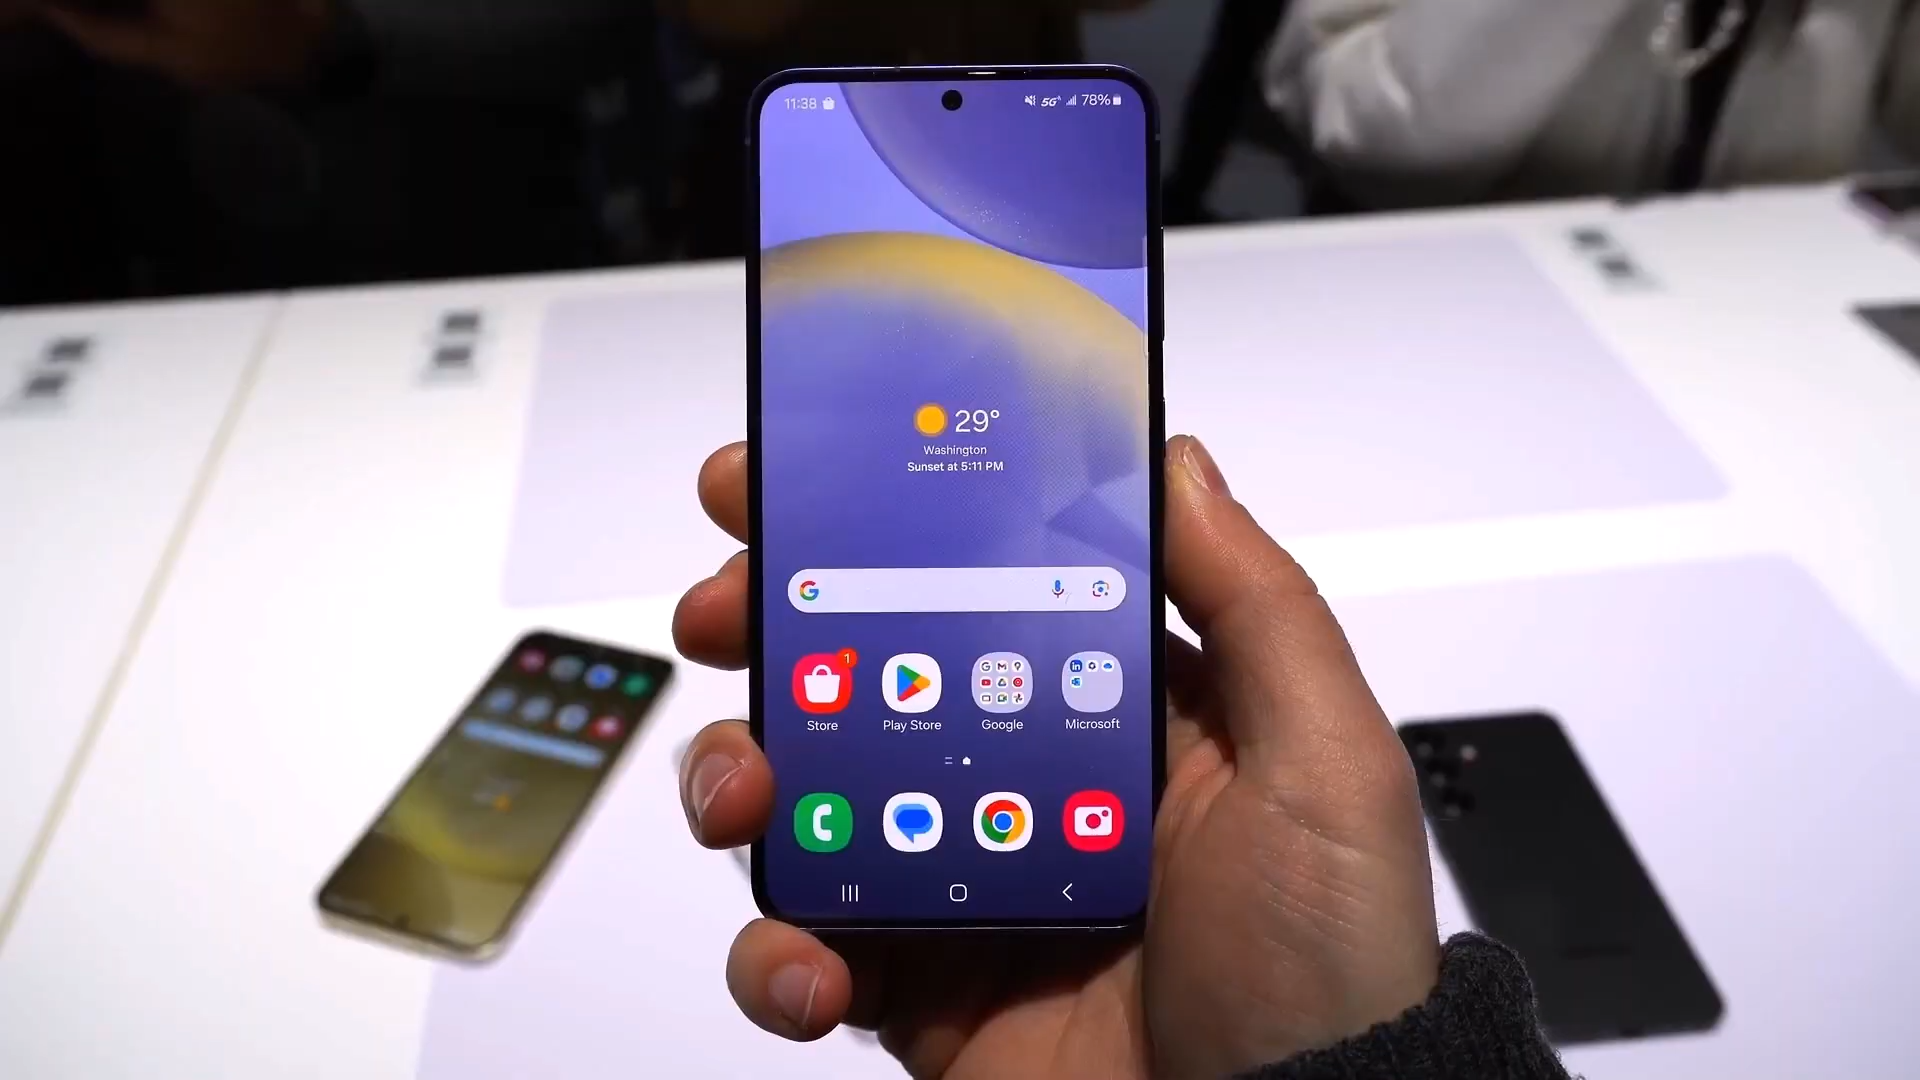 11:38
5G 78%
29°
Washington
Sunset at 5:11 PM
1
Store Play Store Google Microsoft